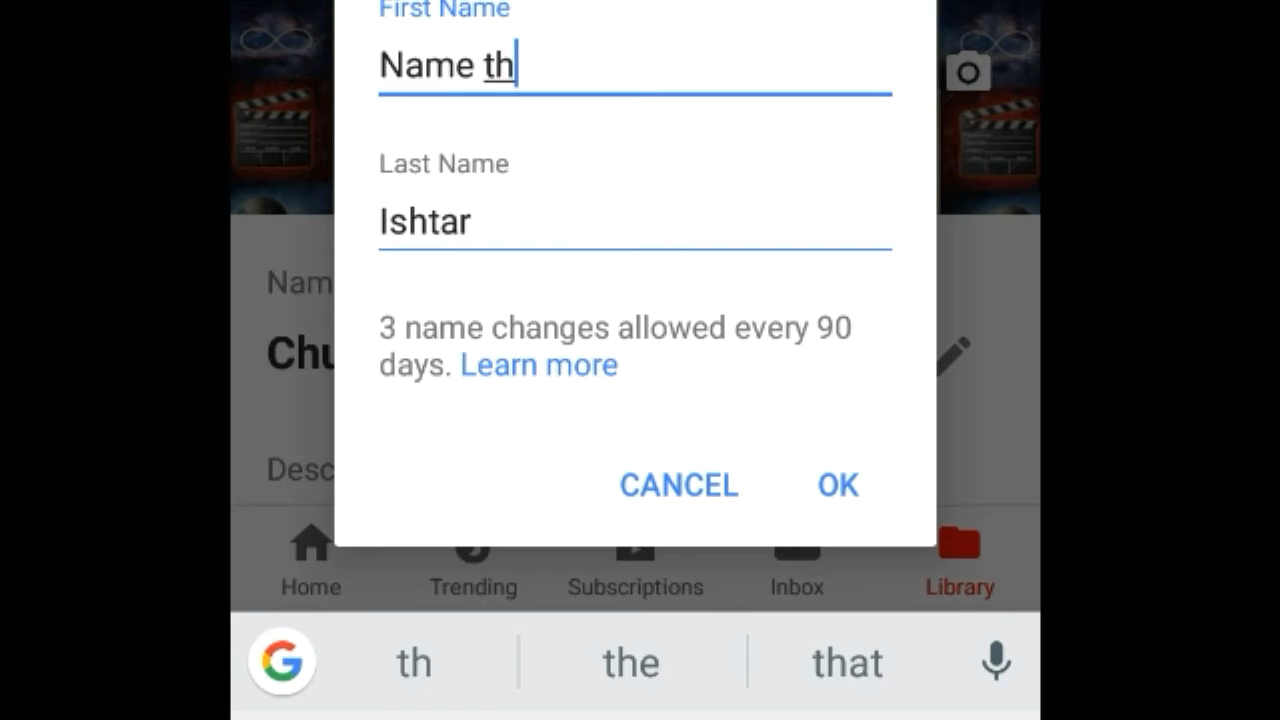 First Name
Name th
Last Name
Ishtar
Nam
3 name changes allowed every 90
days. Learn more
Chu
Desc
CANCEL OK
Home Trending Subscriptions Inbox Library
th the that